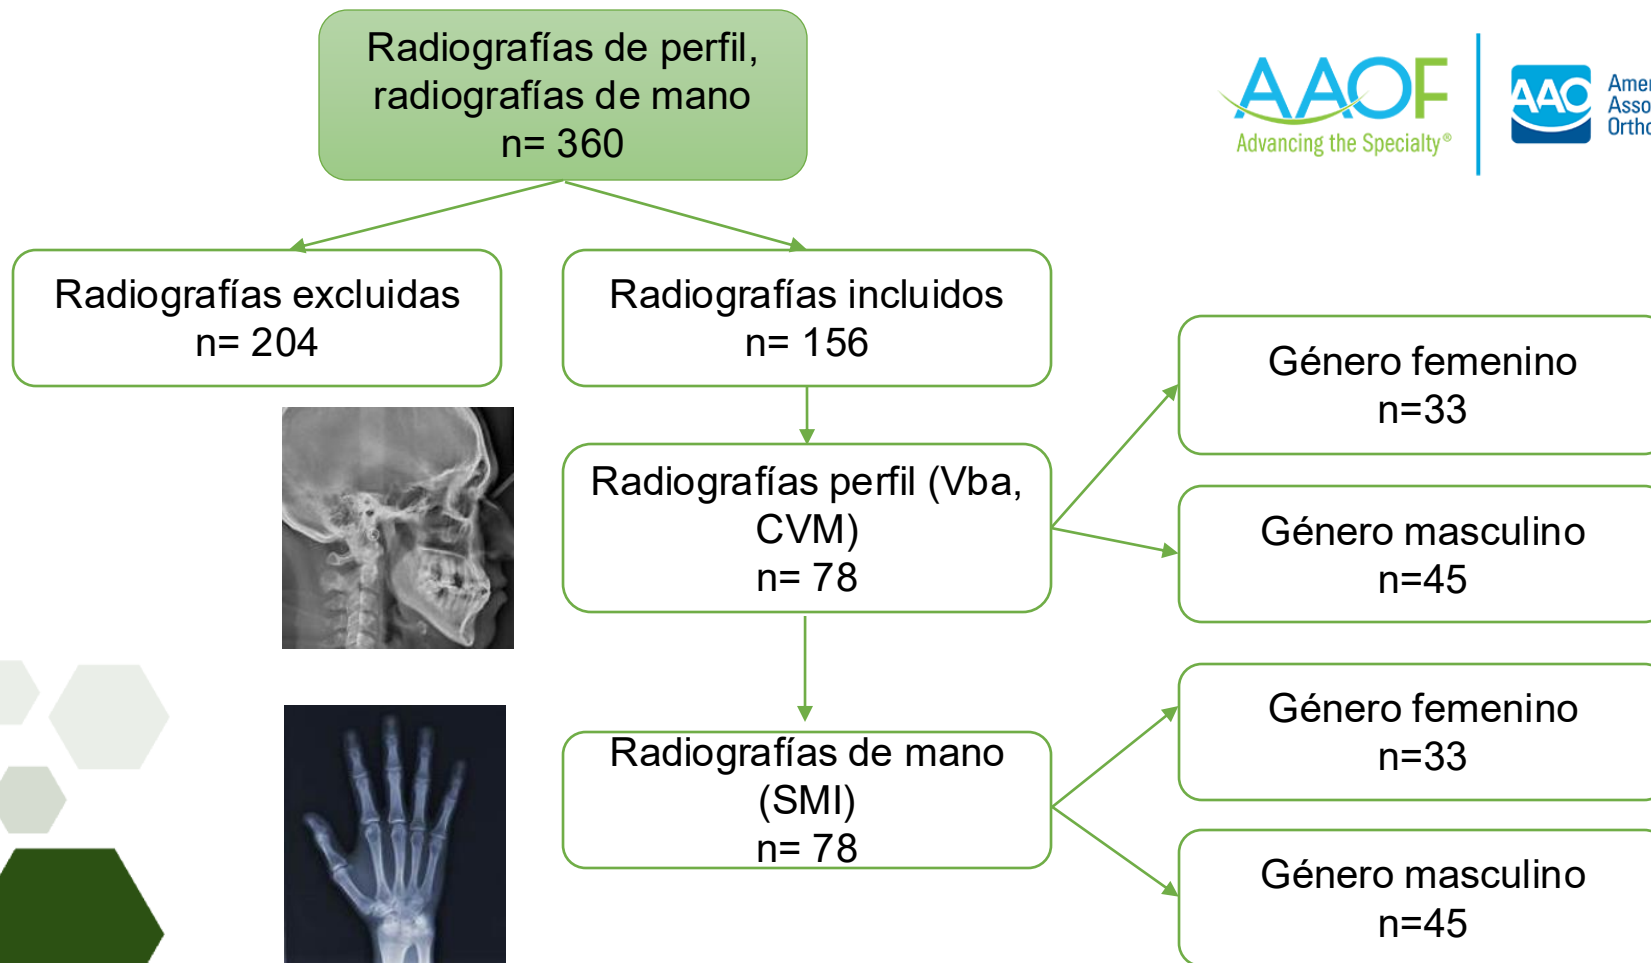 Radiografías de perfil,
radiografías de mano
n= 360
AAOF
Advancing the Specialty®
AAO
Radiografías excluidas
n= 204
Radiografías incluidos
n= 156
Género femenino
n=33
Género masculino
n=45
Radiografías perfil (Vba,
CVM)
n= 78
Radiografías de mano
(SMI)
n= 78
Género femenino
n=33
Género masculino
n=45